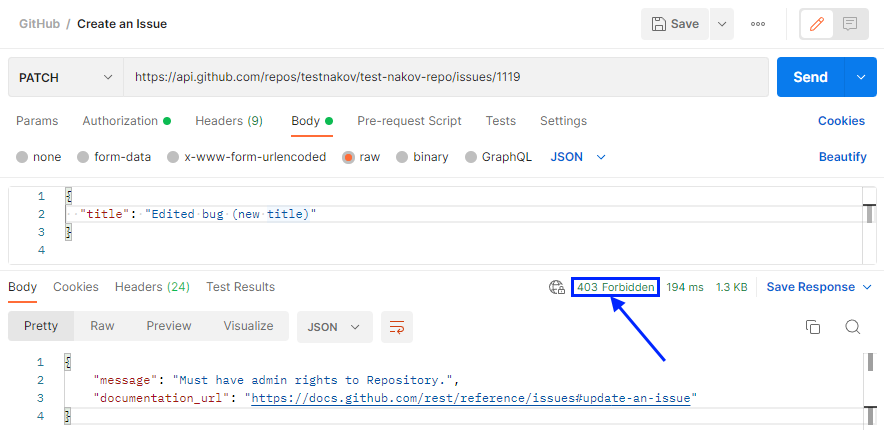 GitHub / Create an Issue
Save
PATCH
https://api.github.com/repos/testnakov/test-nakov-repo/issues/1119
Send
Params Authorization Headers (9) Body Pre-request Script Tests Settings Cookies
none form-data x-www-form-urlencoded raw binary GraphQL JSON Beautify
1 {
2 "title": "Edited bug (new title)"
3 }
4
Body Cookies Headers (24) Test Results 403 Forbidden 194 ms 1.3 KB Save Response
Pretty Raw Preview Visualize JSON
1 {
2 "message": "Must have admin rights to Repository.",
3 "documentation_url": "https://docs.github.com/rest/reference/issues#update-an-issue"
4 }